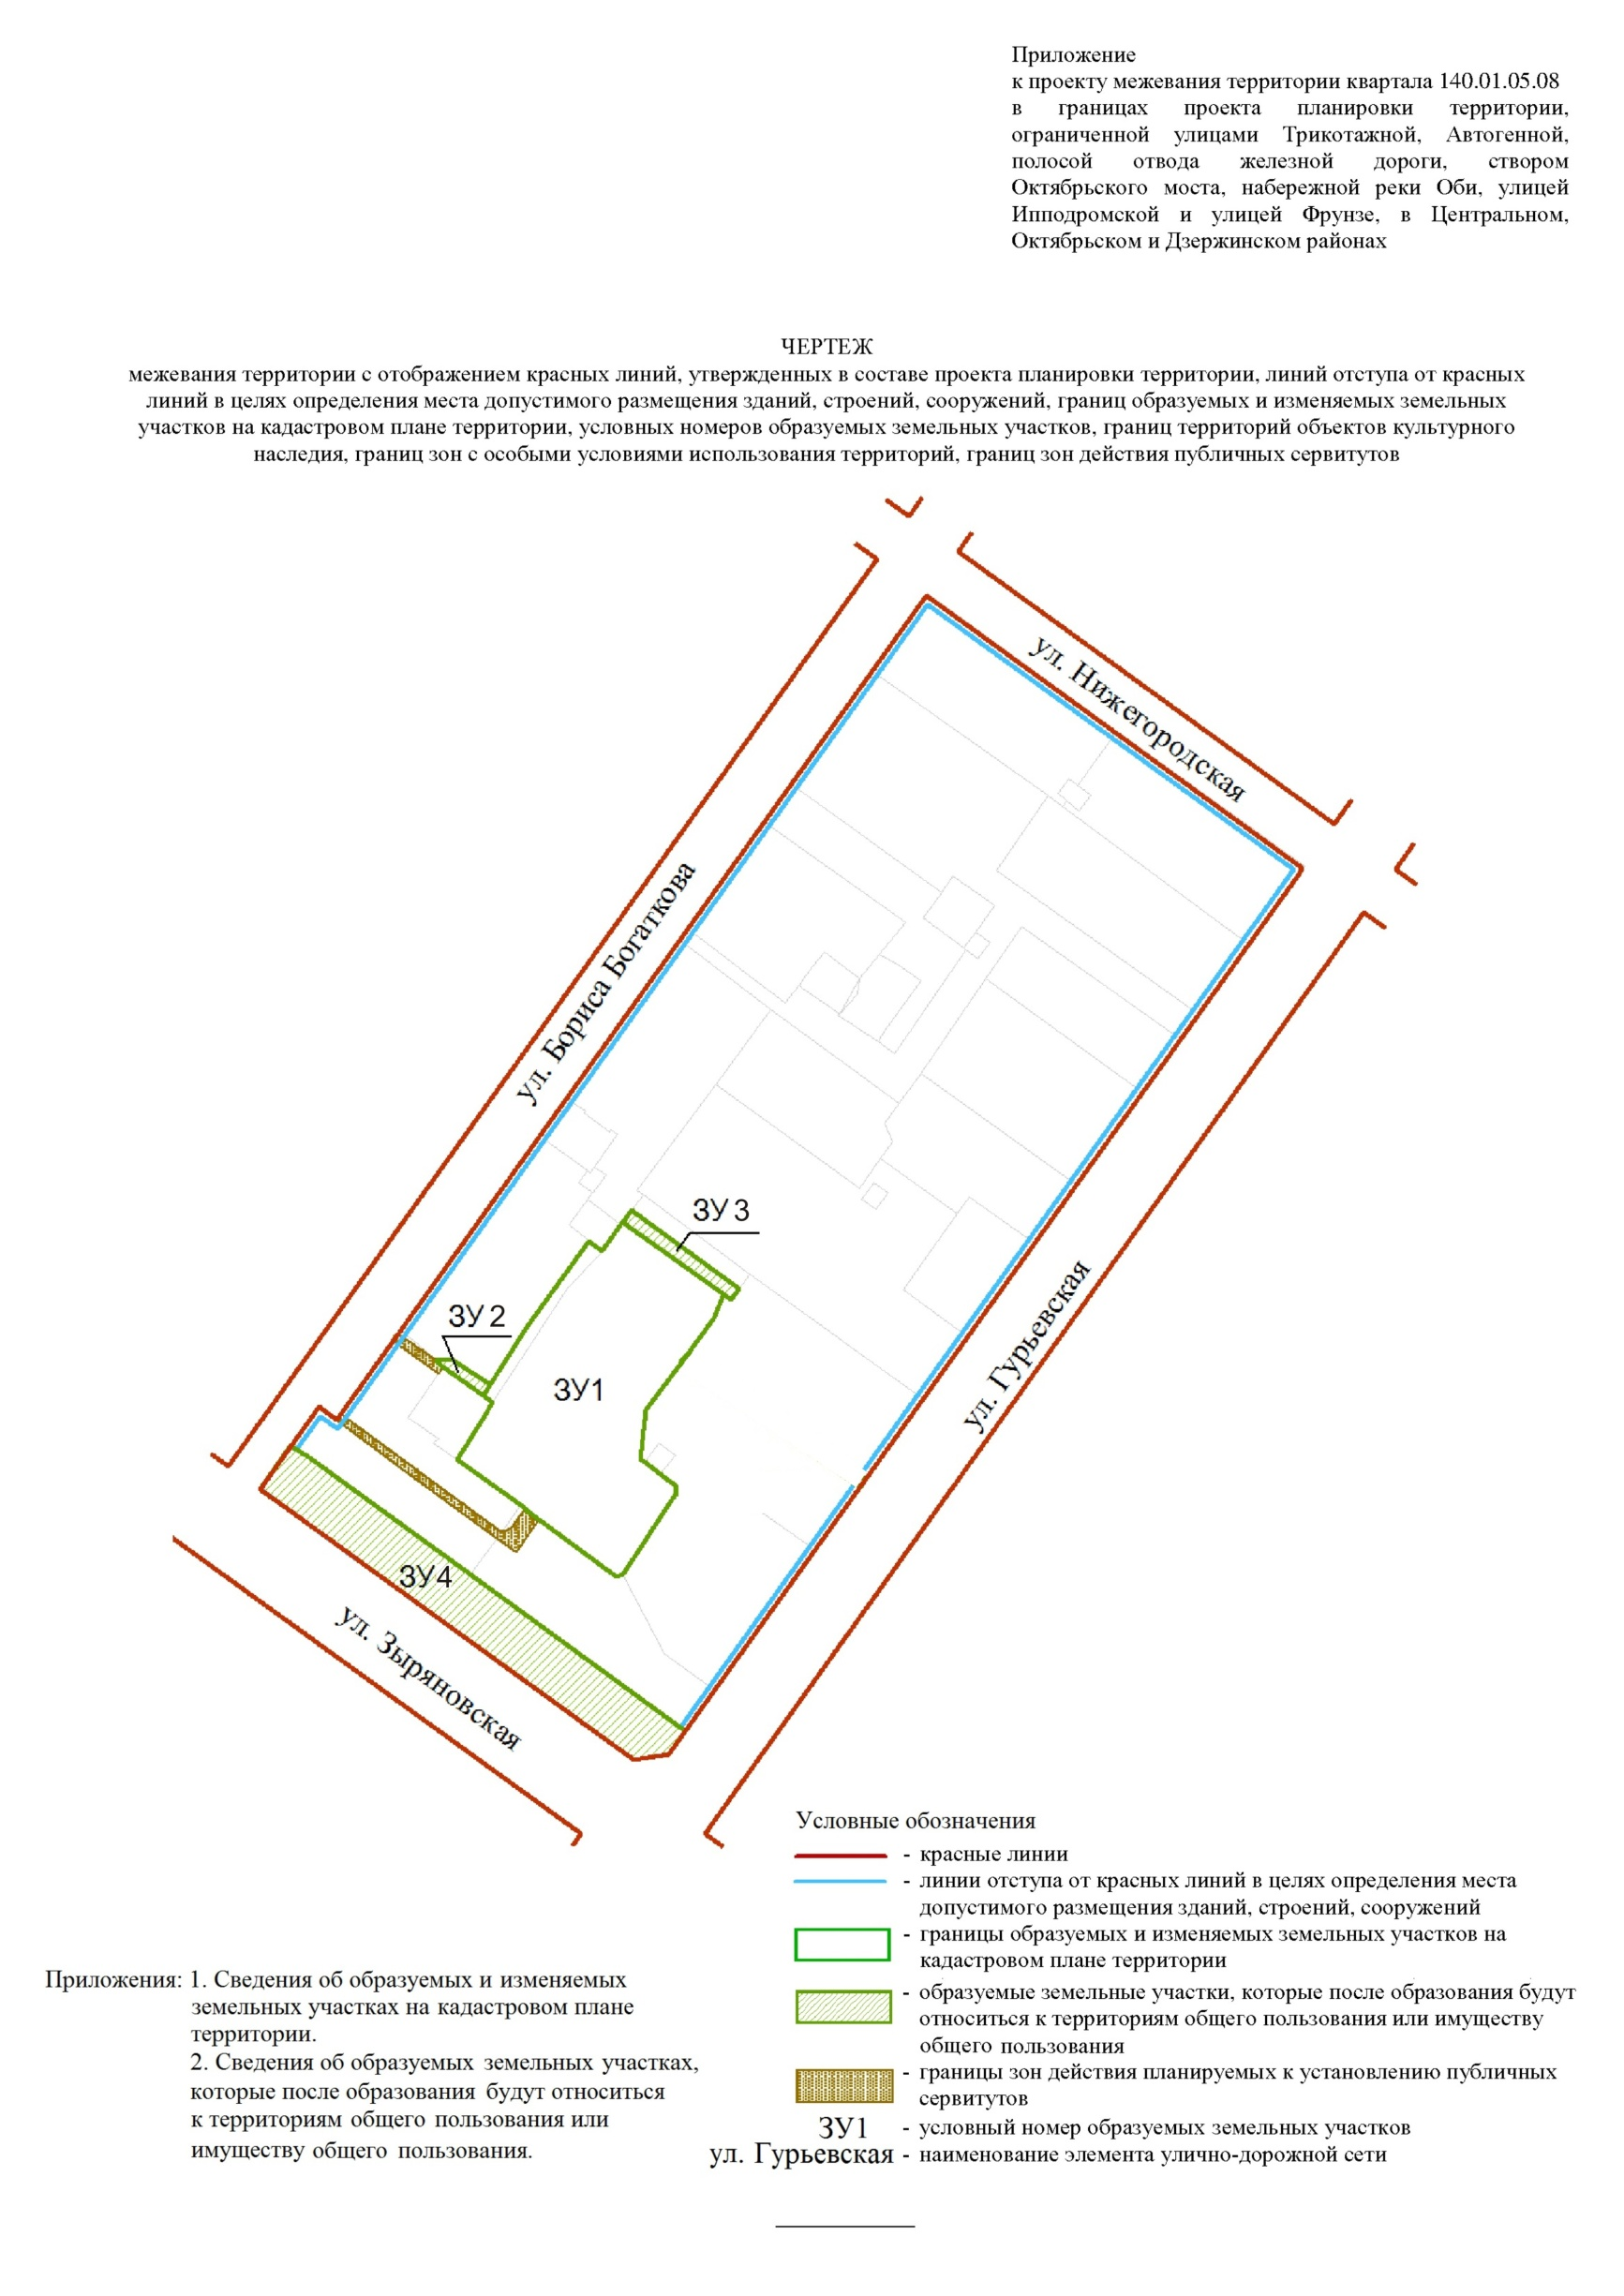 Приложение
к проекту межевания территории квартала 140.01.05.08
в границах проекта планировки территории,
ограниченной улицами Трикотажной, Автогенной,
полосой отвода железной дороги, створом
Октябрьского моста, набережной реки Оби, улицей
Ипподромской и улицей Фрунзе, в Центральном,
Октябрьском и Дзержинском районах
ЧЕРТЕЖ
межевания территории с отображением красных линий, утвержденных в составе проекта планировки территории, линий отступа от красных
линий в целях определения места допустимого размещения зданий, строений, сооружений, границ образуемых и изменяемых земельных
участков на кадастровом плане территории, условных номеров образуемых земельных участков, границ территорий объектов культурного
наследия, границ зон с особыми условиями использования территорий, границ зон действия публичных сервитутов
ул. Нижегородская
ул. Бориса Богаткова
ЗУ 3
ЗУ 2
ЗУ1
ул. Гурьевская
ЗУ4
ул. Зыряновская
Условные обозначения
- красные линии
- линии отступа от красных линий в целях определения места
допустимого размещения зданий, строений, сооружений
- границы образуемых и изменяемых земельных участков на
кадастровом плане территории
- образуемые земельные участки, которые после образования будут
относиться к территориям общего пользования или имуществу
общего пользования
- границы зон действия планируемых к установлению публичных
сервитутов
ЗУ1 - условный номер образуемых земельных участков
ул. Гурьевская - наименование элемента улично-дорожной сети
Приложения: 1. Сведения об образуемых и изменяемых
земельных участках на кадастровом плане
территории.
2. Сведения об образуемых земельных участках,
которые после образования будут относиться
к территориям общего пользования или
имуществу общего пользования.